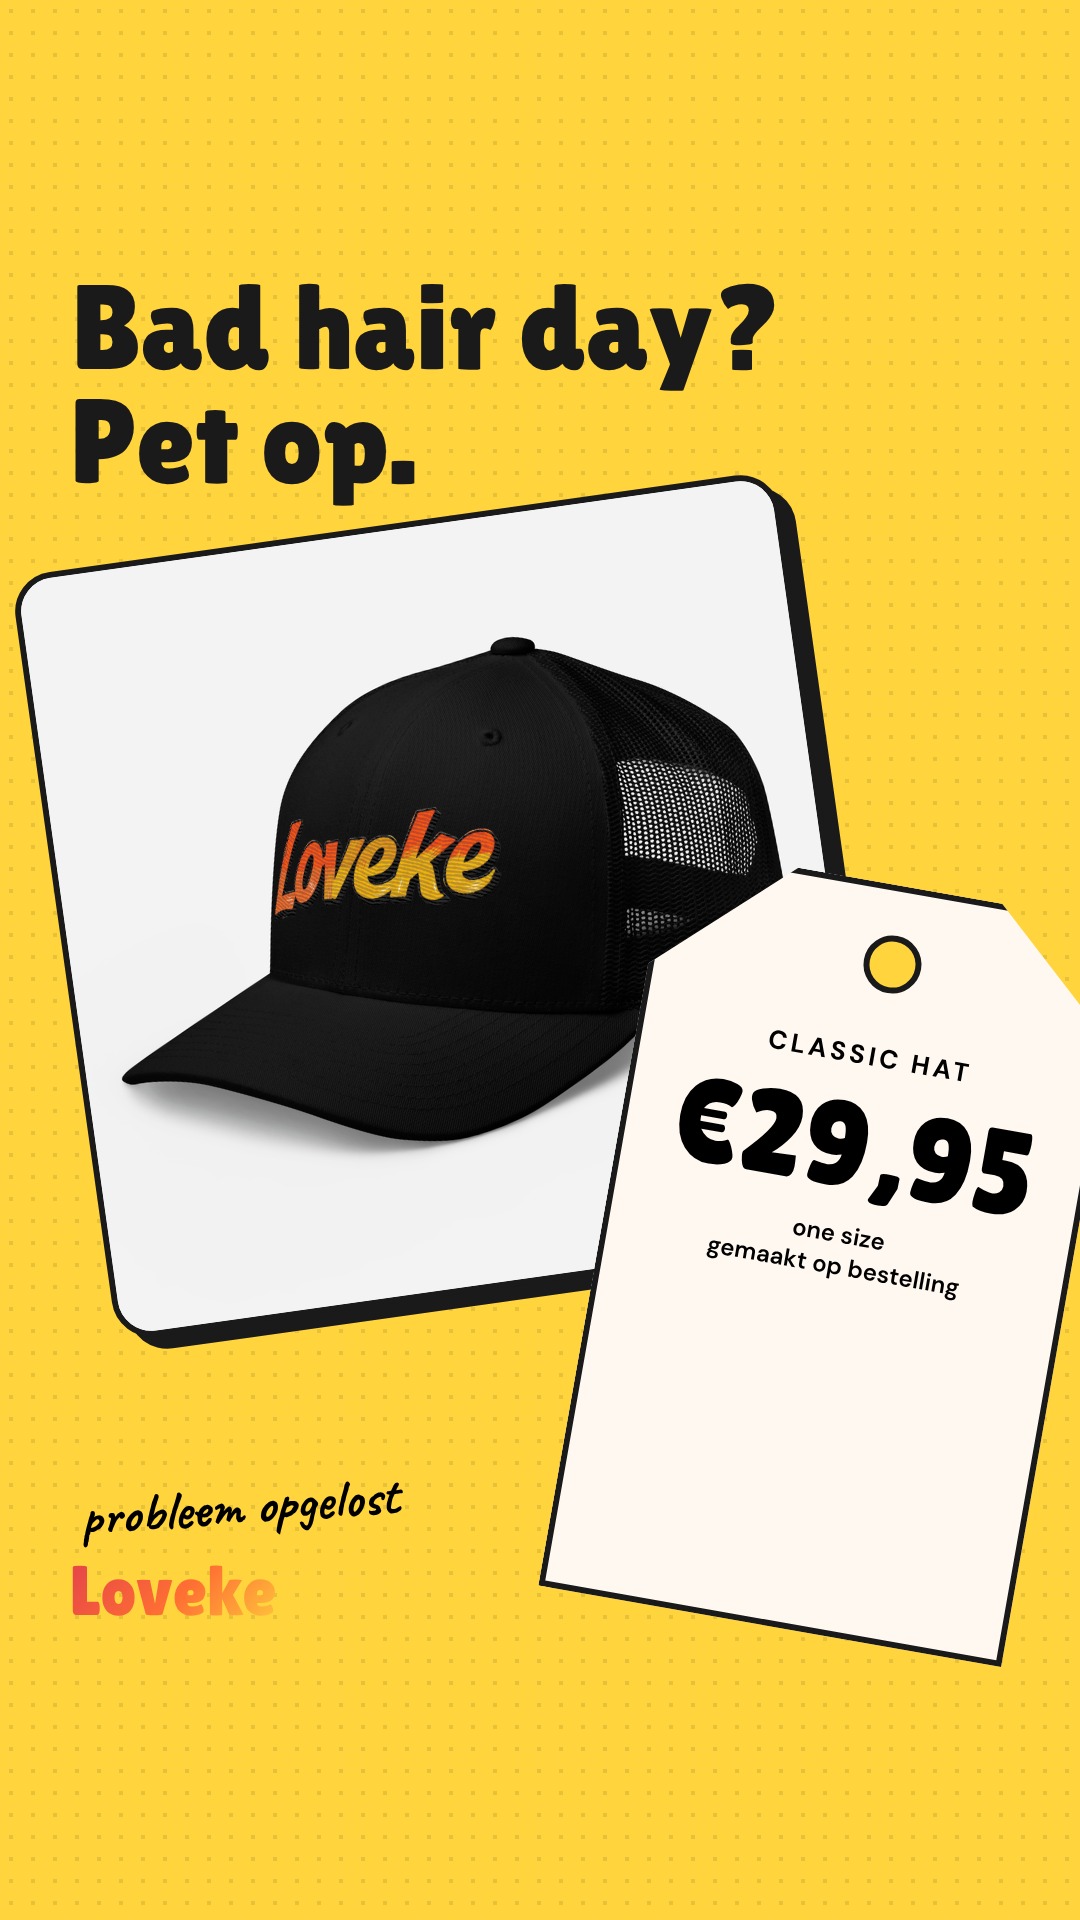 Bad hair day?
Pet op.
Loveke
CLASSIC HAT
€29,95
one size
gemaakt op bestelling
probleem opgelost
Loveke